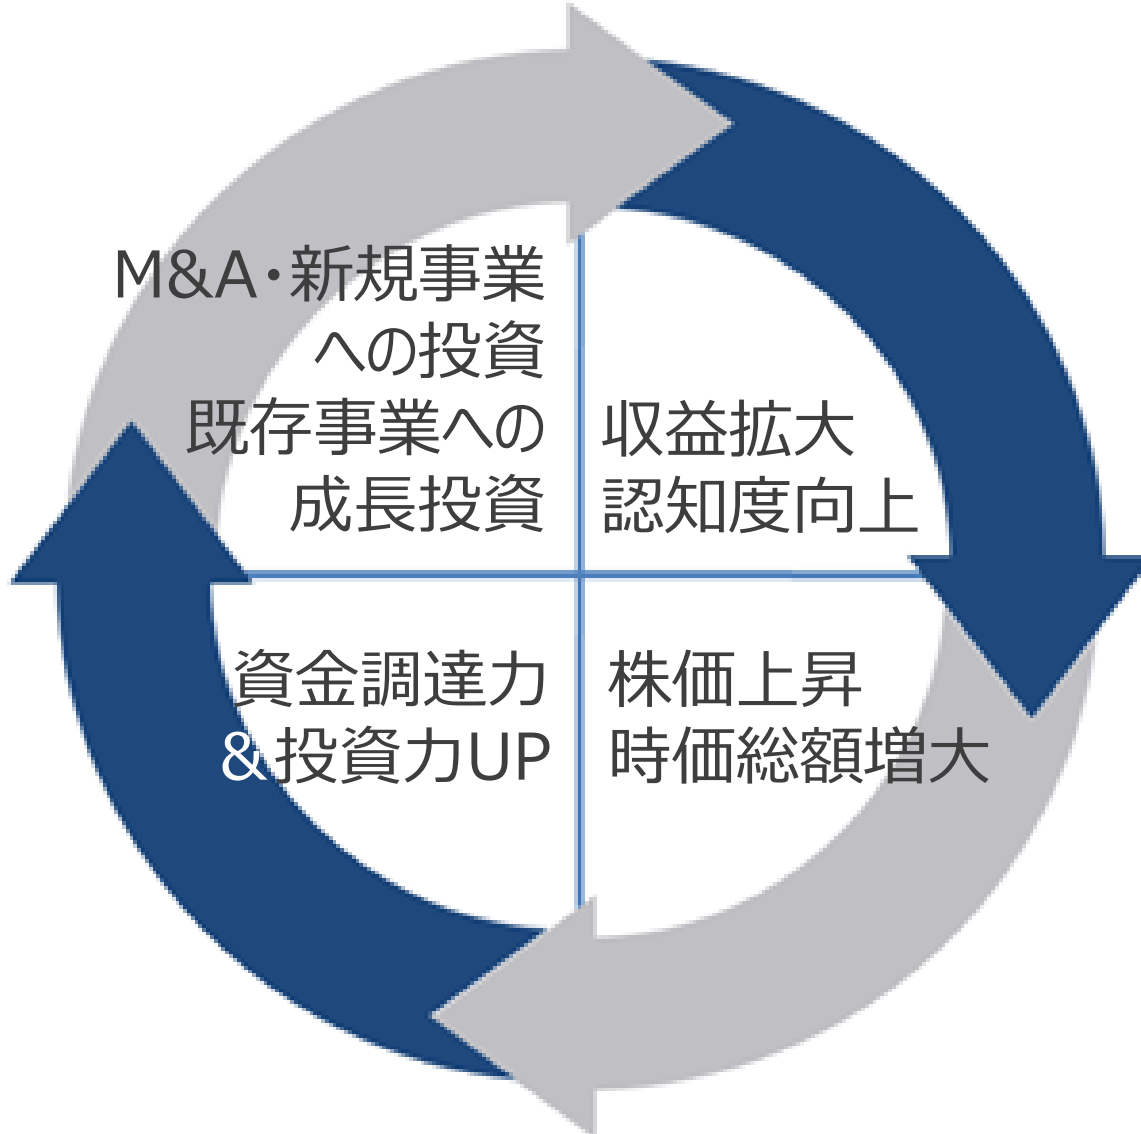 M&A・新規事業
への投資
既存事業への
成長投資
収益拡大
認知度向上
資金調達力
&投資力UP
株価上昇
時価総額増大